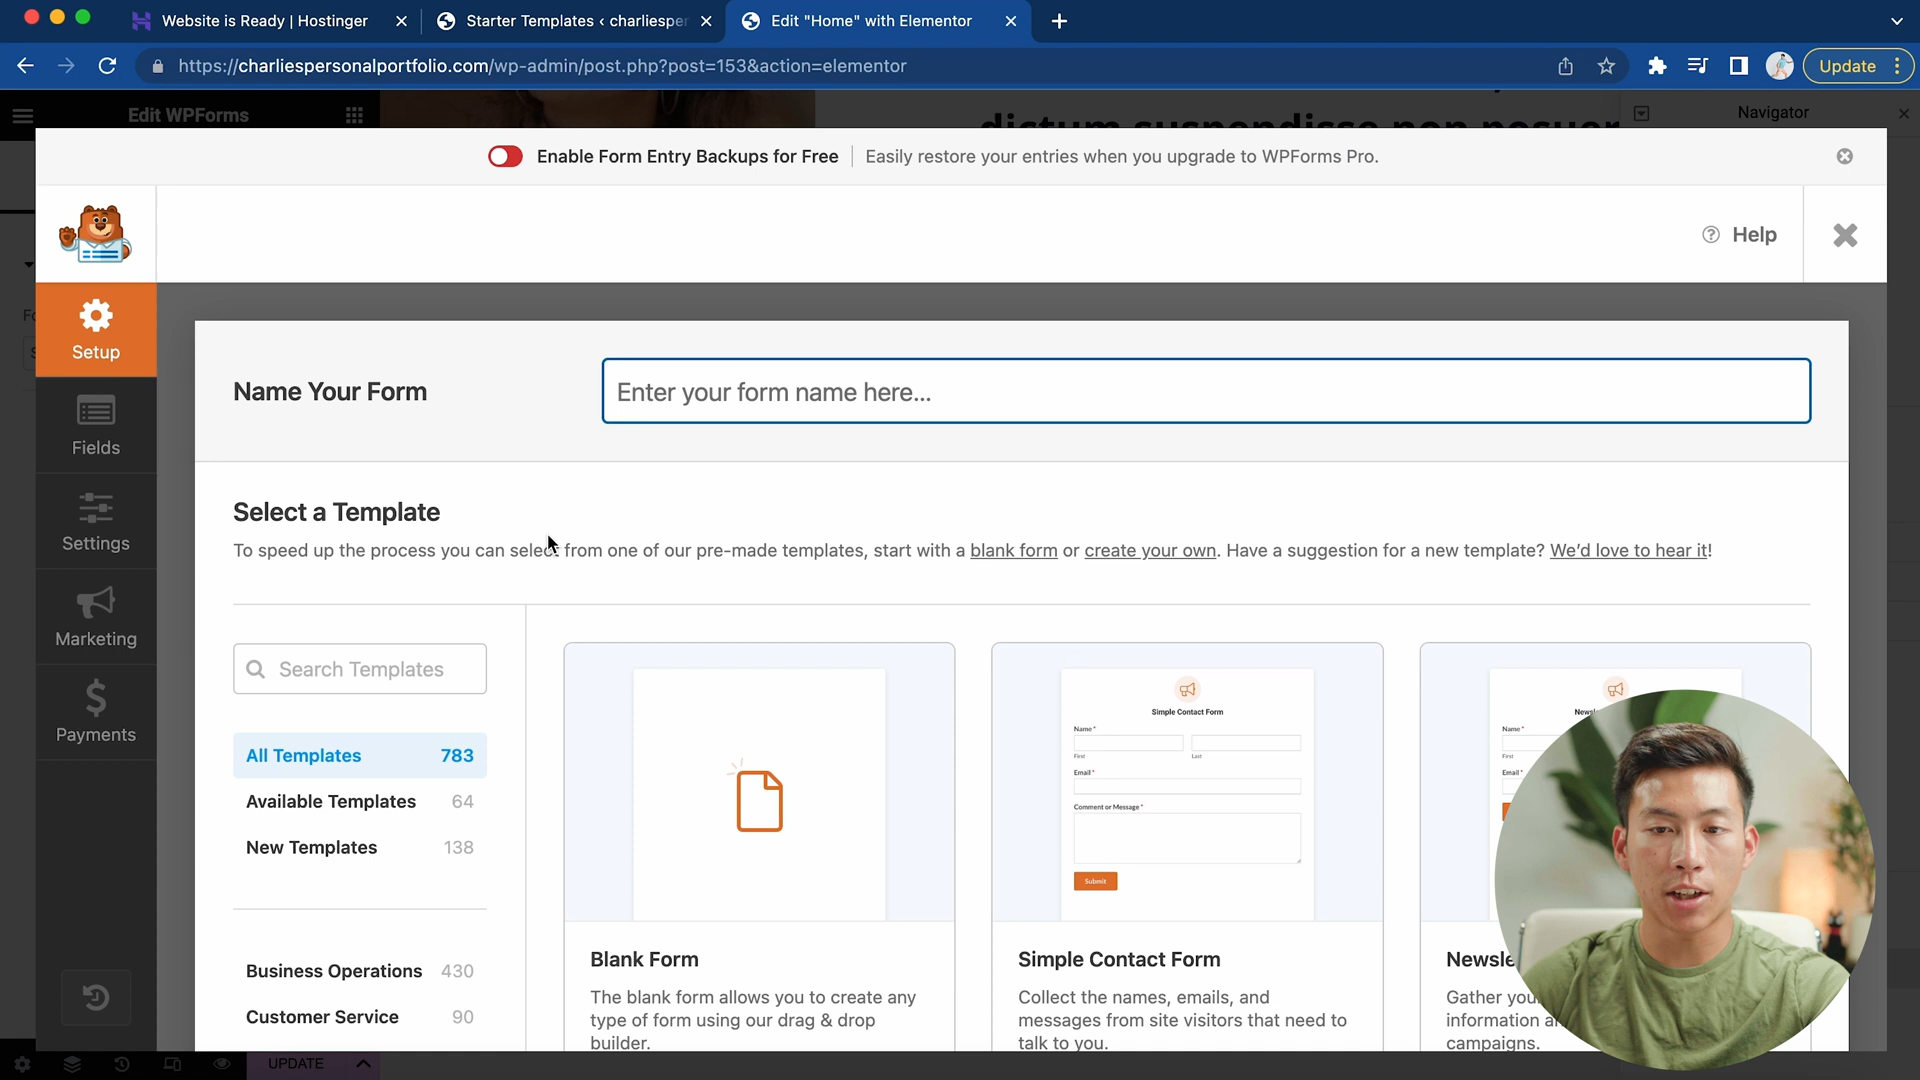 Website is Ready | Hostinger
Starter Templates ‹ charliesper
Edit "Home" with Elementor
https://charliespersonalportfolio.com/wp-admin/post.php?post=153&action=elementor
Update
Edit WPForms
dictum suspendisse non posuer
Navigator
Enable Form Entry Backups for Free
Easily restore your entries when you upgrade to WPForms Pro.
Help
Setup
Fields
Settings
Marketing
Payments
Name Your Form
Enter your form name here...
Select a Template
To speed up the process you can select from one of our pre-made templates, start with a blank form or create your own. Have a suggestion for a new template? We'd love to hear it!
Search Templates
All Templates 783
Available Templates 64
New Templates 138
Business Operations 430
Customer Service 90
Blank Form
The blank form allows you to create any
type of form using our drag & drop
builder.
Simple Contact Form
Name *
First Last
Email *
Comment or Message *
Submit
Simple Contact Form
Collect the names, emails, and
messages from site visitors that need to
talk to you.
Name *
First
Email *
Newsle
Gather you
information
campaigns.
UPDATE